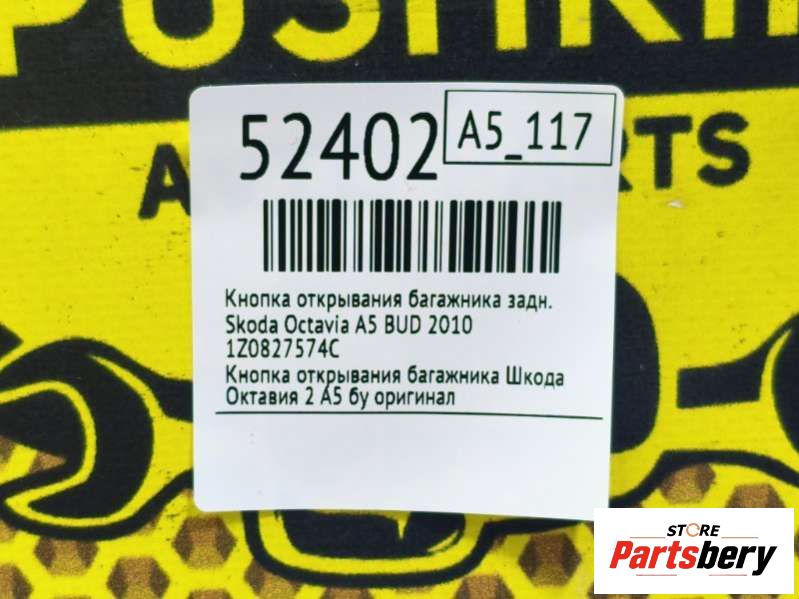 52402
A5_117
Кнопка открывания багажника задн.
Skoda Octavia A5 BUD 2010
1Z0827574C
Кнопка открывания багажника Шкода
Октавия 2 А5 бу оригинал
STORE
Partsbery